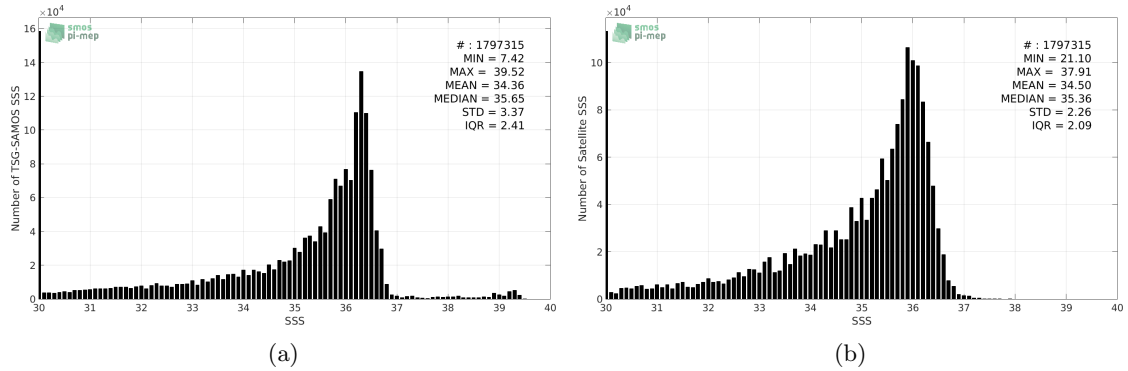 ×10⁴
16
14
12
10
8
6
4
2
0
Number of TSG-SAMOS SSS
smos
pi-mep
# : 1797315
MIN = 7.42
MAX = 39.52
MEAN = 34.36
MEDIAN = 35.65
STD = 3.37
IQR = 2.41
30 31 32 33 34 35 36 37 38 39 40
SSS
(a)
×10⁴
10
8
6
4
2
0
Number of Satellite SSS
smos
pi-mep
# : 1797315
MIN = 21.10
MAX = 37.91
MEAN = 34.50
MEDIAN = 35.36
STD = 2.26
IQR = 2.09
30 31 32 33 34 35 36 37 38 39 40
SSS
(b)